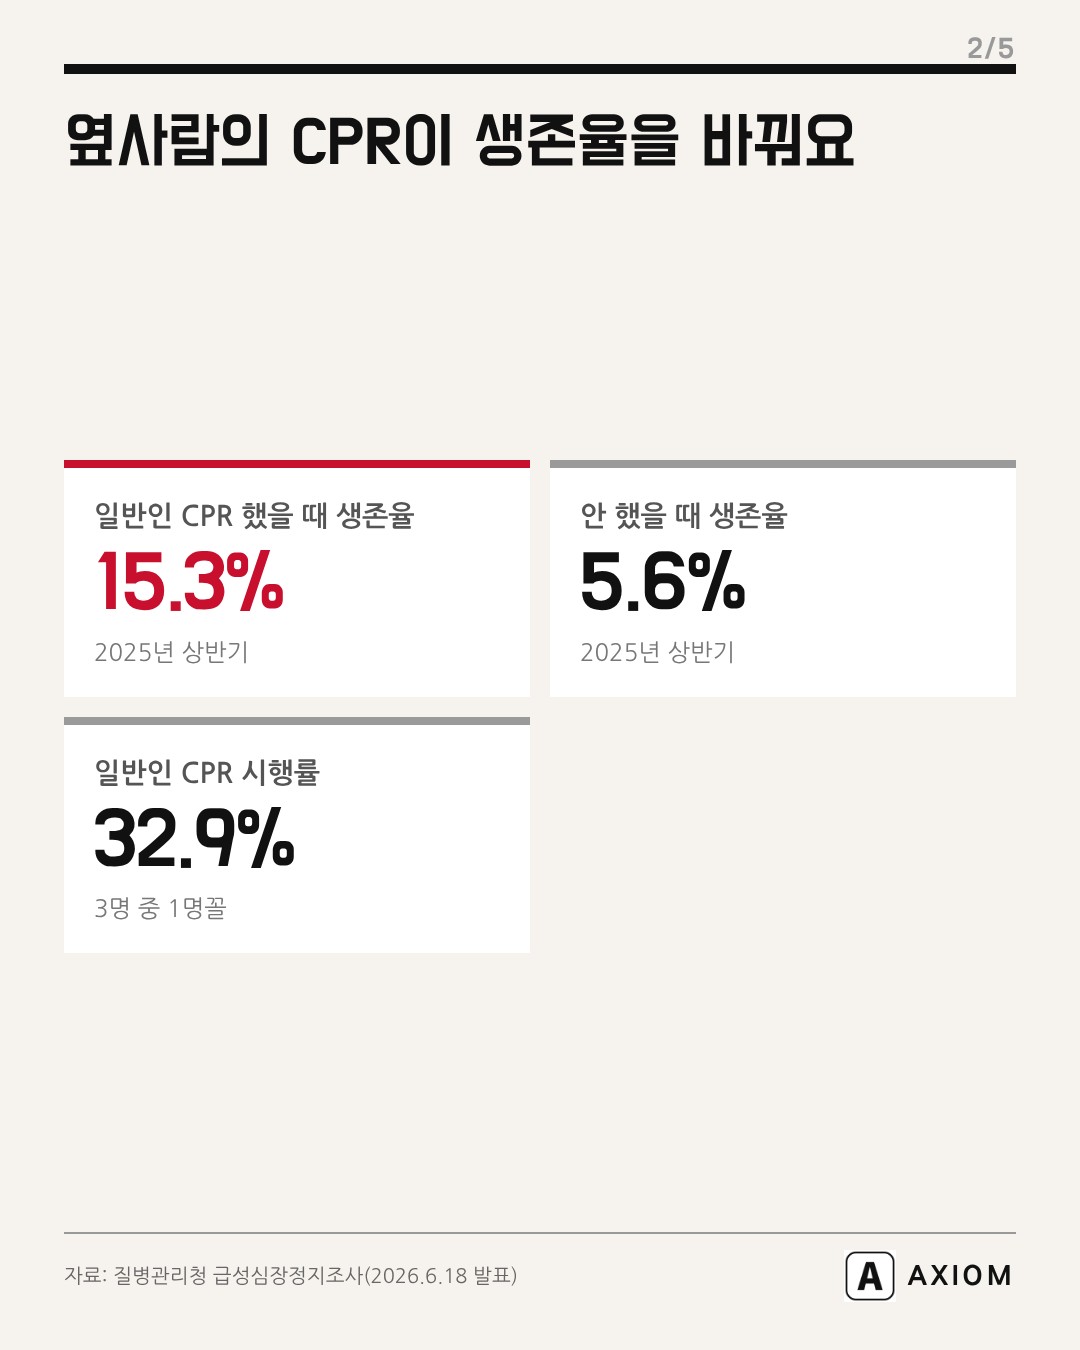 2/5
옆사람의 CPR이 생존율을 바꿔요
일반인 CPR 했을 때 생존율
15.3%
2025년 상반기
안 했을 때 생존율
5.6%
2025년 상반기
일반인 CPR 시행률
32.9%
3명 중 1명꼴
자료: 질병관리청 급성심장정지조사(2026.6.18 발표)
A AXIOM